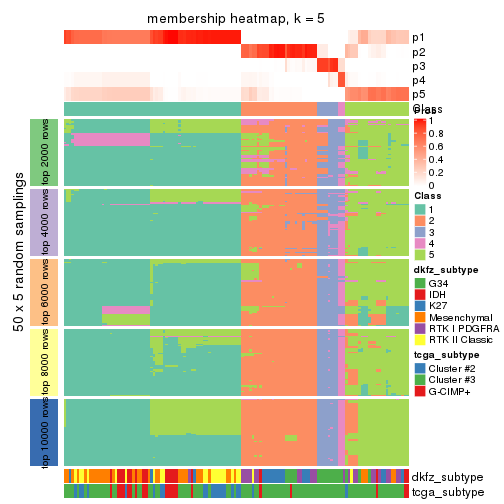 membership heatmap, k = 5
p1
p2
p3
p4
p5
Class
Prob
1
0.8
0.6
0.4
0.2
0
Class
1
2
3
4
5
dkfz_subtype
G34
IDH
K27
Mesenchymal
RTK I PDGFRA
RTK II Classic
tcga_subtype
Cluster #2
Cluster #3
G-CIMP+
50 x 5 random samplings
top 2000 rows
top 4000 rows
top 6000 rows
top 8000 rows
top 10000 rows
dkfz_subtype
tcga_subtype